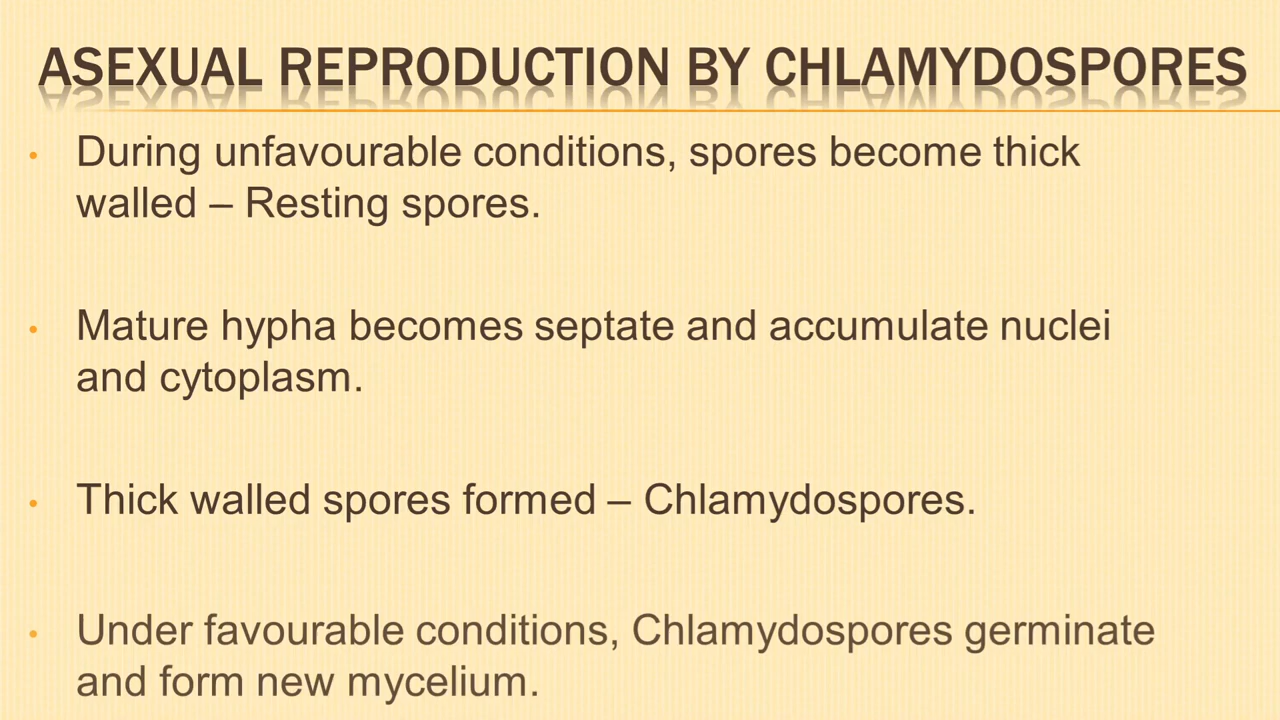 ASEXUAL REPRODUCTION BY CHLAMYDOSPORES
• During unfavourable conditions, spores become thick
walled – Resting spores.
• Mature hypha becomes septate and accumulate nuclei
and cytoplasm.
• Thick walled spores formed – Chlamydospores.
• Under favourable conditions, Chlamydospores germinate
and form new mycelium.